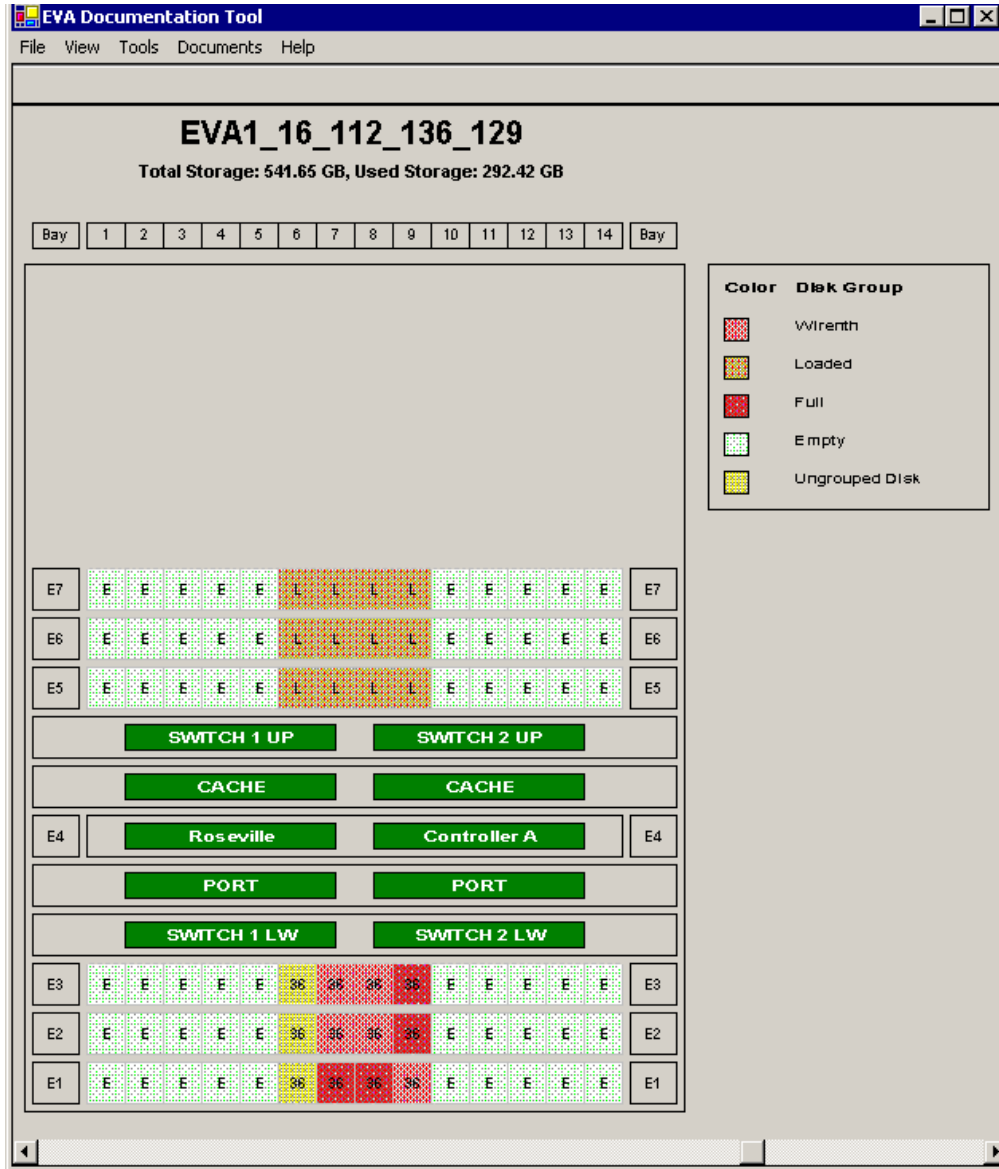 EVA Documentation Tool
File View Tools Documents Help
EVA1_16_112_136_129
Total Storage: 541.65 GB, Used Storage: 292.42 GB
Bay 1 2 3 4 5 6 7 8 9 10 11 12 13 14 Bay
Color Disk Group
Wirenth
Loaded
Full
Empty
Ungrouped Disk
E7 E E E E E L L L L E E E E E E7
E6 E E E E E L L L L E E E E E E6
E5 E E E E E L L L L E E E E E E5
SWITCH 1 UP SWITCH 2 UP
CACHE CACHE
E4 Roseville Controller A E4
PORT PORT
SWITCH 1 LW SWITCH 2 LW
E3 E E E E E 36 36 36 36 E E E E E E3
E2 E E E E E 36 36 36 36 E E E E E E2
E1 E E E E E 36 36 36 36 E E E E E E1